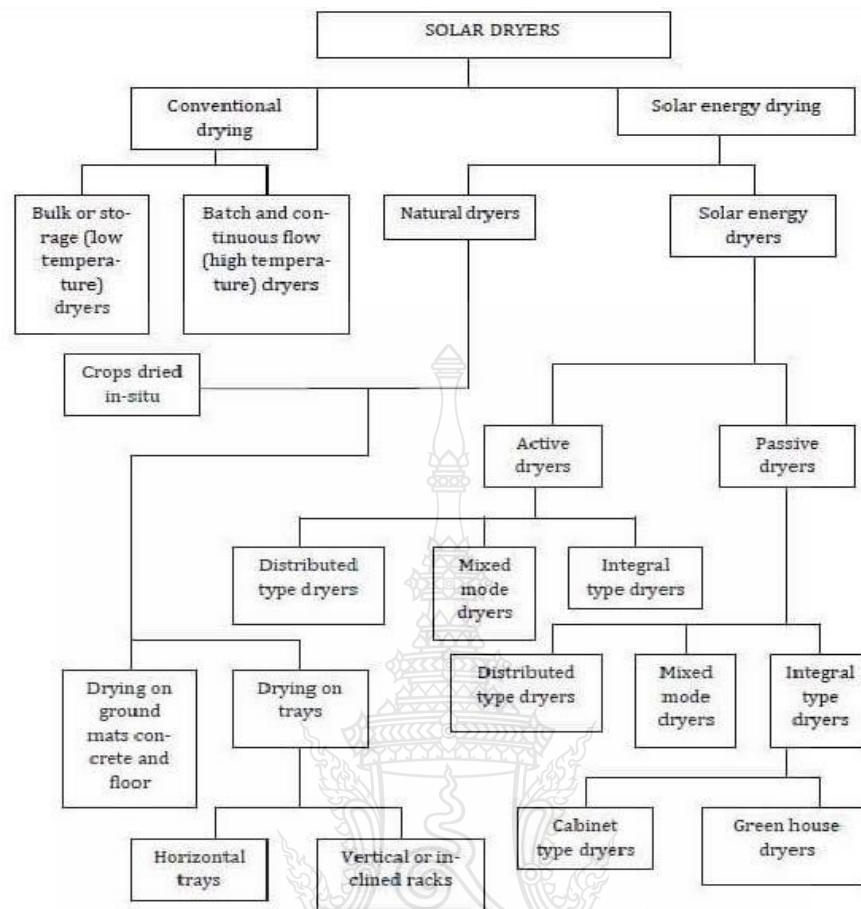 SOLAR DRYERS
Conventional
drying
Solar energy drying
Bulk or sto-
rage (low
tempera-
ture)
dryers
Batch and con-
tinuous flow
(high tempera-
ture) dryers
Natural dryers
Solar energy
dryers
Crops dried
in-situ
Active
dryers
Passive
dryers
Distributed
type dryers
Mixed
mode
dryers
Integral
type dryers
Distributed
type dryers
Mixed
mode
dryers
Integral
type
dryers
Drying on
ground
mats con-
crete and
floor
Drying on
trays
Cabinet
type dryers
Green house
dryers
Horizontal
trays
Vertical or in-
clined racks